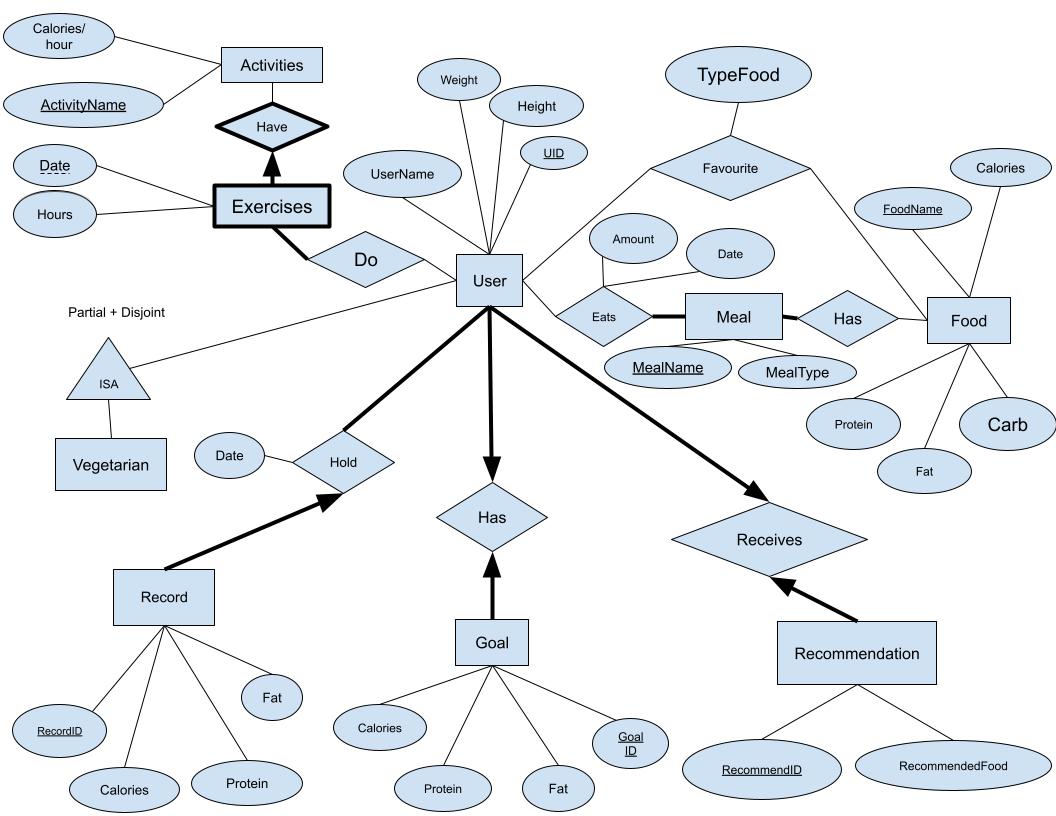 Calories/
hour
Activities
ActivityName
Have
Date
Hours
Exercises
Do
Weight
Height
UID
UserName
User
TypeFood
Favourite
Calories
FoodName
Amount
Date
Eats
Meal
Has
Food
MealName
MealType
Protein
Carb
Fat
Partial + Disjoint
ISA
Vegetarian
Date
Hold
Has
Receives
Record
Goal
Recommendation
Fat
RecordID
Calories
Protein
Calories
Goal
ID
Protein
Fat
RecommendID
RecommendedFood